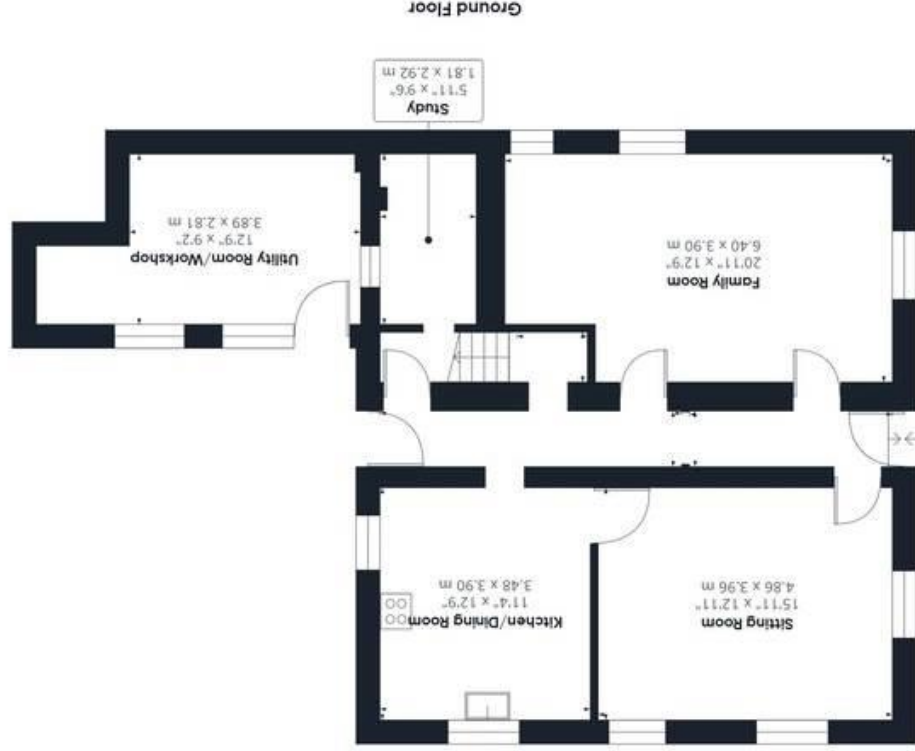 Sitting Room
15'11" x 12'11"
4.86 x 3.96 m
Kitchen/Dining Room
11'4" x 12'9"
3.48 x 3.90 m
Family Room
20'11" x 12'9"
6.40 x 3.90 m
Utility Room/Workshop
12'9" x 9'2"
3.89 x 2.81 m
Study
5'11" x 9'6"
1.81 x 2.92 m
Ground Floor